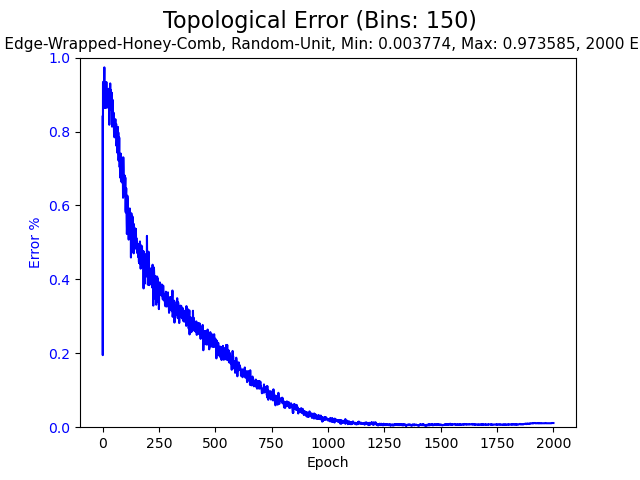 Topological Error (Bins: 150)
Edge-Wrapped-Honey-Comb, Random-Unit, Min: 0.003774, Max: 0.973585, 2000 E
1.0
0.8
0.6
0.4
0.2
0.0
Error %
0 250 500 750 1000 1250 1500 1750 2000
Epoch